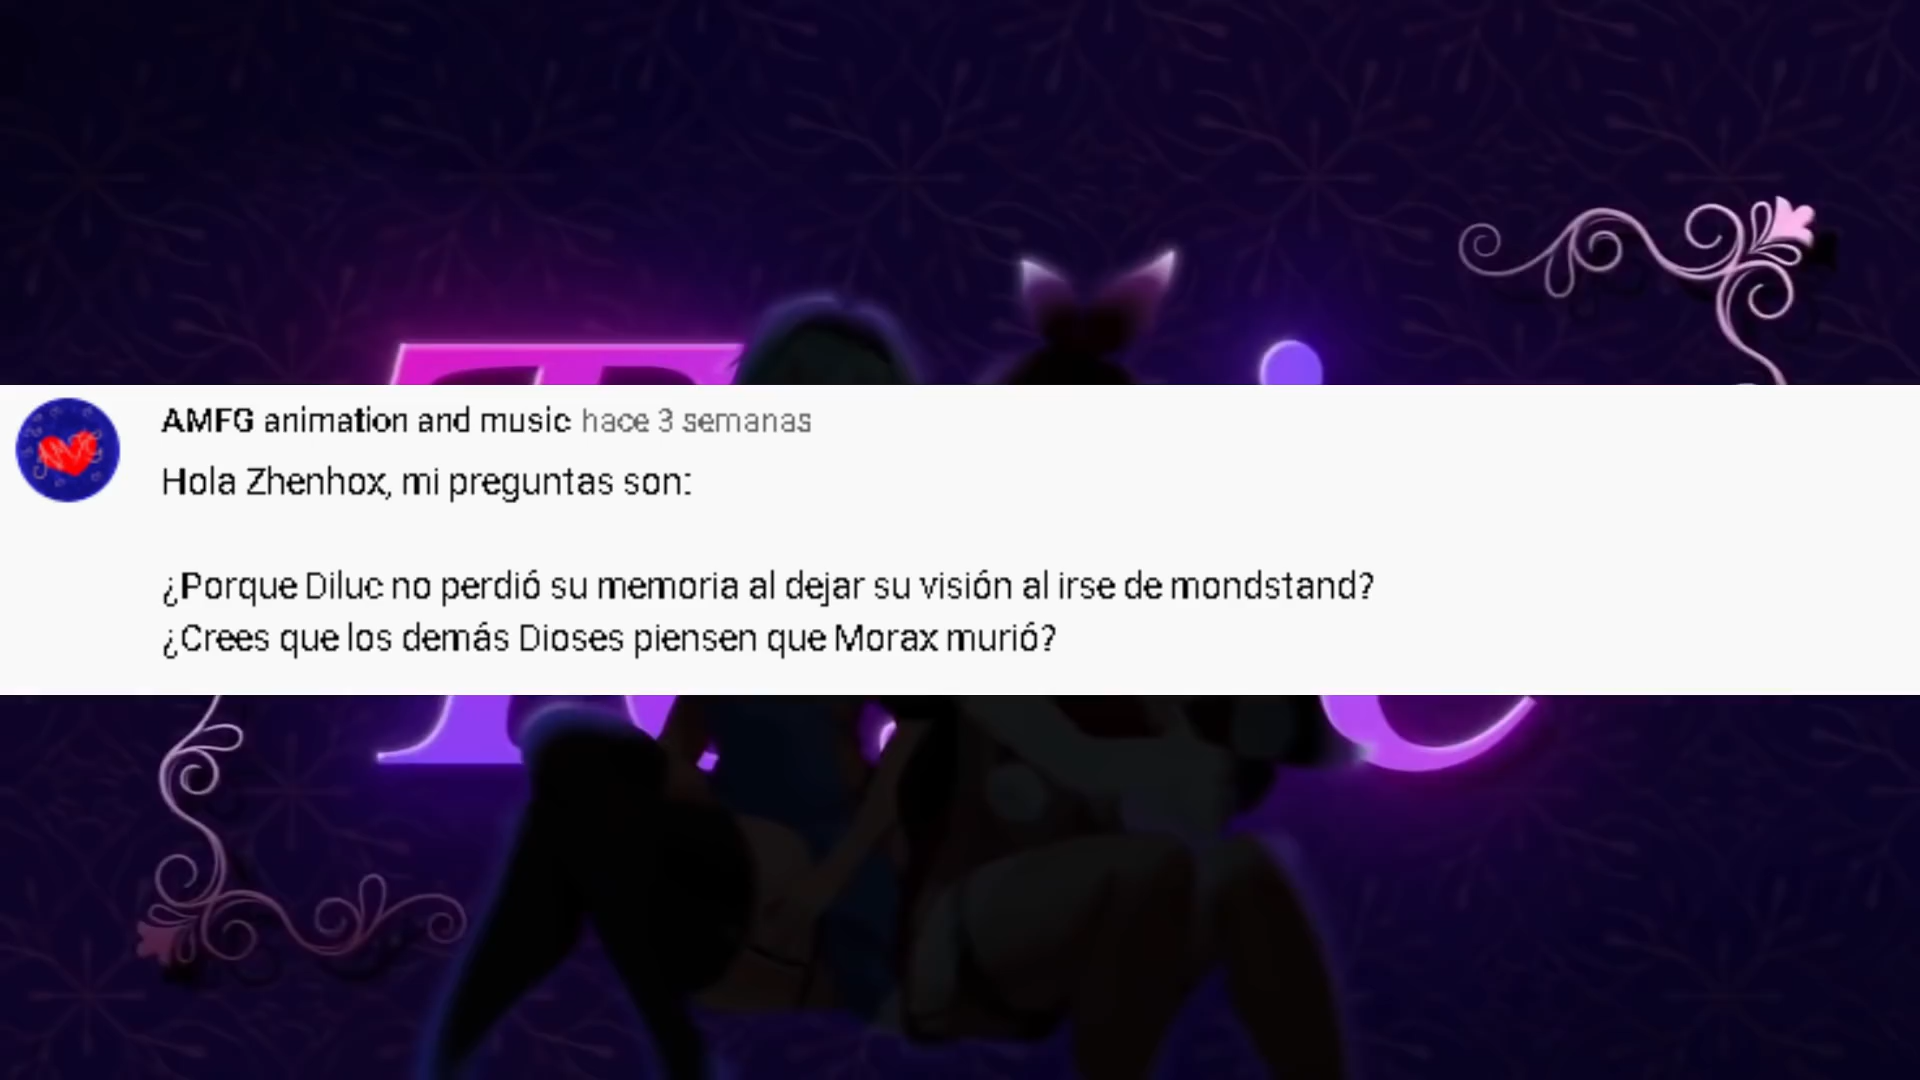 AMFG animation and music hace 3 semanas
Hola Zhenhox, mi preguntas son:
¿Porque Diluc no perdió su memoria al dejar su visión al irse de mondstand?
¿Crees que los demás Dioses piensen que Morax murió?